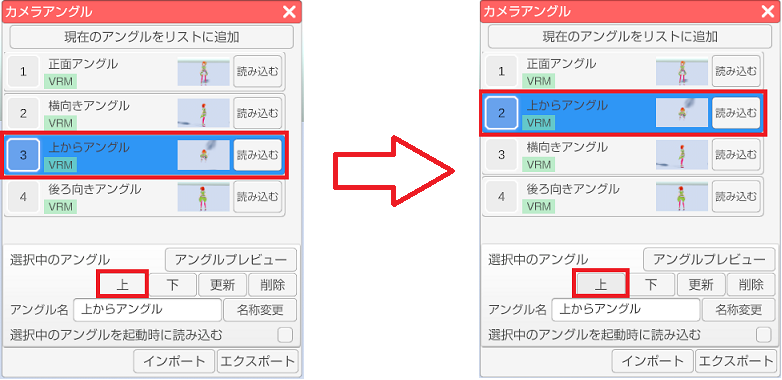 カメラアングル
現在のアングルをリストに追加
1 正面アングル 読み込む
VRM
2 横向きアングル 読み込む
VRM
3 上からアングル 読み込む
VRM
4 後ろ向きアングル 読み込む
VRM
選択中のアングル アングルプレビュー
上 下 更新 削除
アングル名 上からアングル 名称変更
選択中のアングルを起動時に読み込む
インポート エクスポート
カメラアングル
現在のアングルをリストに追加
1 正面アングル 読み込む
VRM
2 上からアングル 読み込む
VRM
3 横向きアングル 読み込む
VRM
4 後ろ向きアングル 読み込む
VRM
選択中のアングル アングルプレビュー
上 下 更新 削除
アングル名 上からアングル 名称変更
選択中のアングルを起動時に読み込む
インポート エクスポート